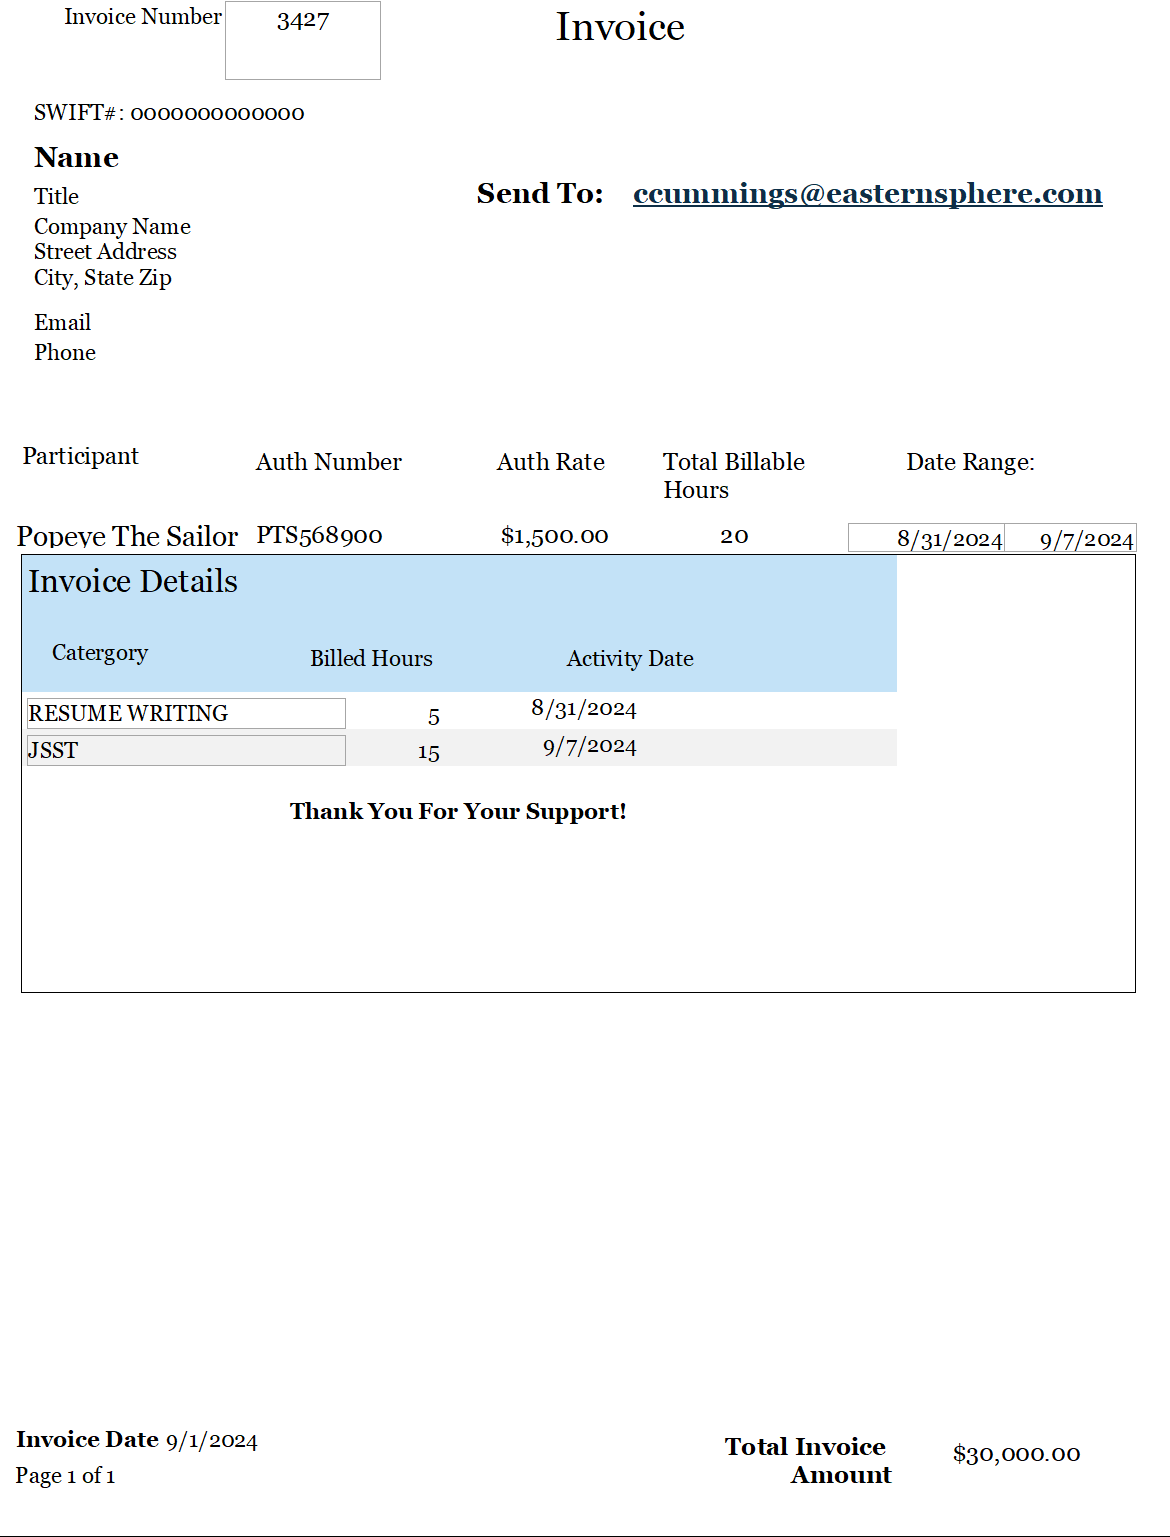 Invoice Number 3427
Invoice
SWIFT#: 0000000000000
Name
Title
Send To: ccummings@easternsphere.com
Company Name
Street Address
City, State Zip
Email
Phone
Participant Auth Number Auth Rate Total Billable Date Range:
Hours
Popeye The Sailor PTS568900 $1,500.00 20 8/31/2024 9/7/2024
Invoice Details
Catergory Billed Hours Activity Date
RESUME WRITING 5 8/31/2024
JSST 15 9/7/2024
Thank You For Your Support!
Invoice Date 9/1/2024
Page 1 of 1
Total Invoice
Amount $30,000.00